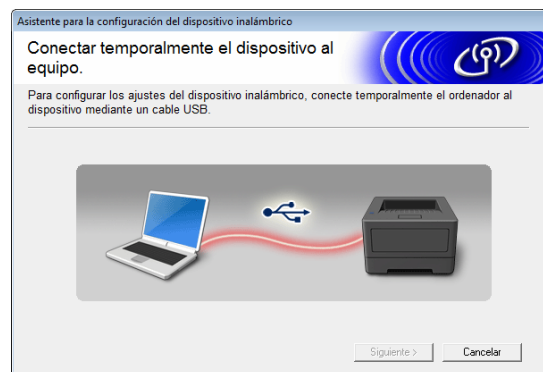 Asistente para la configuración del dispositivo inalámbrico
Conectar temporalmente el dispositivo al
equipo.
Para configurar los ajustes del dispositivo inalámbrico, conecte temporalmente el ordenador al
dispositivo mediante un cable USB.
Siguiente >
Cancelar